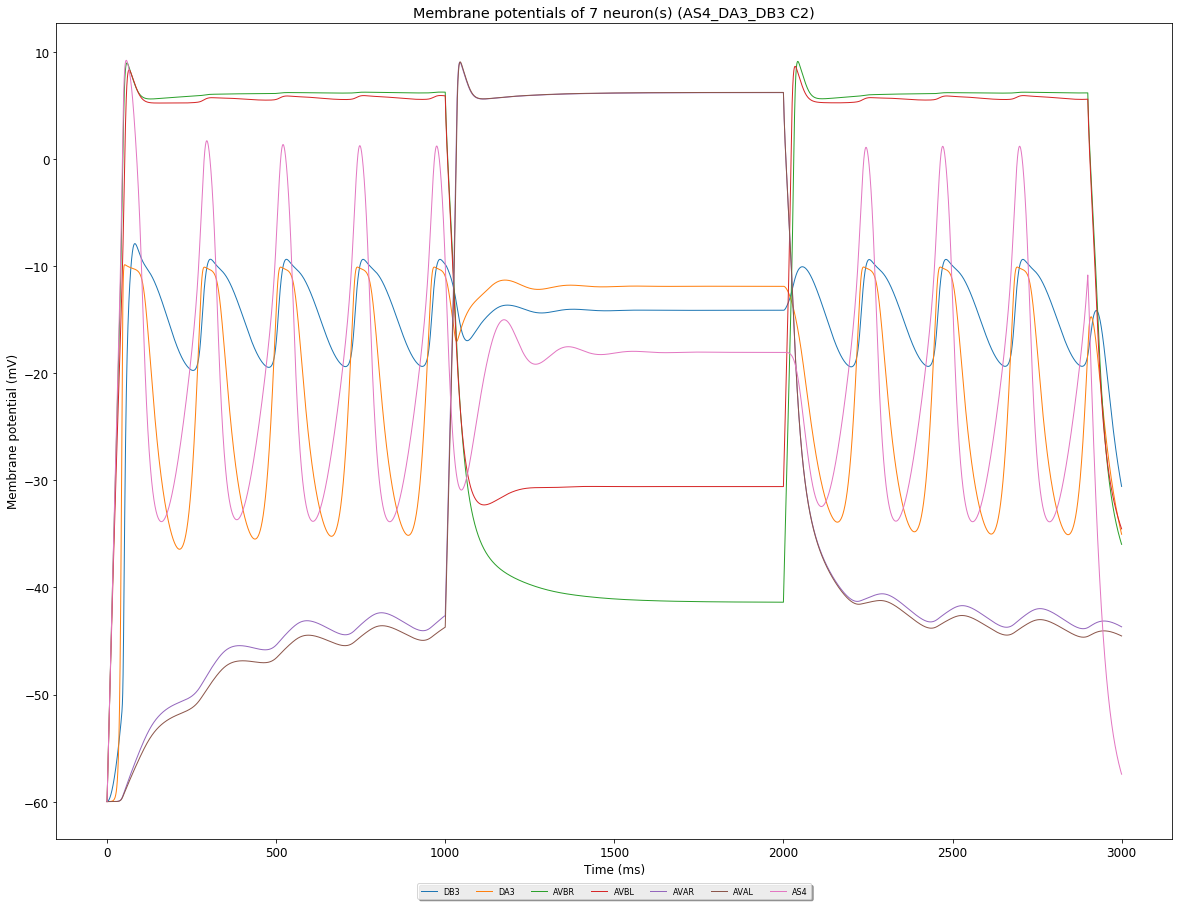 Membrane potentials of 7 neuron(s) (AS4_DA3_DB3 C2)
Membrane potential (mV)
10
0
−10
−20
−30
−40
−50
−60
0 500 1000 1500 2000 2500 3000
Time (ms)
DB3 DA3 AVBR AVBL AVAR AVAL AS4